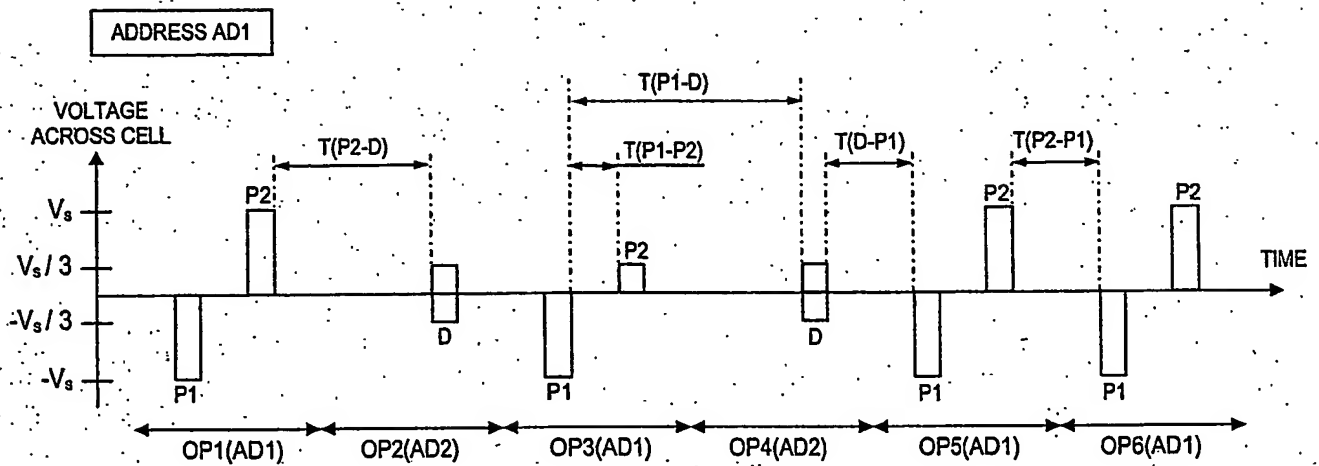 ADDRESS AD1
VOLTAGE
ACROSS CELL
T(P1-D)
T(P2-D)
T(P1-P2)
T(D-P1)
T(P2-P1)
P2
P2
P2
P2
Vs
Vs / 3
-Vs / 3
-Vs
TIME
D
D
P1
P1
P1
P1
OP1(AD1)
OP2(AD2)
OP3(AD1)
OP4(AD2)
OP5(AD1)
OP6(AD1)